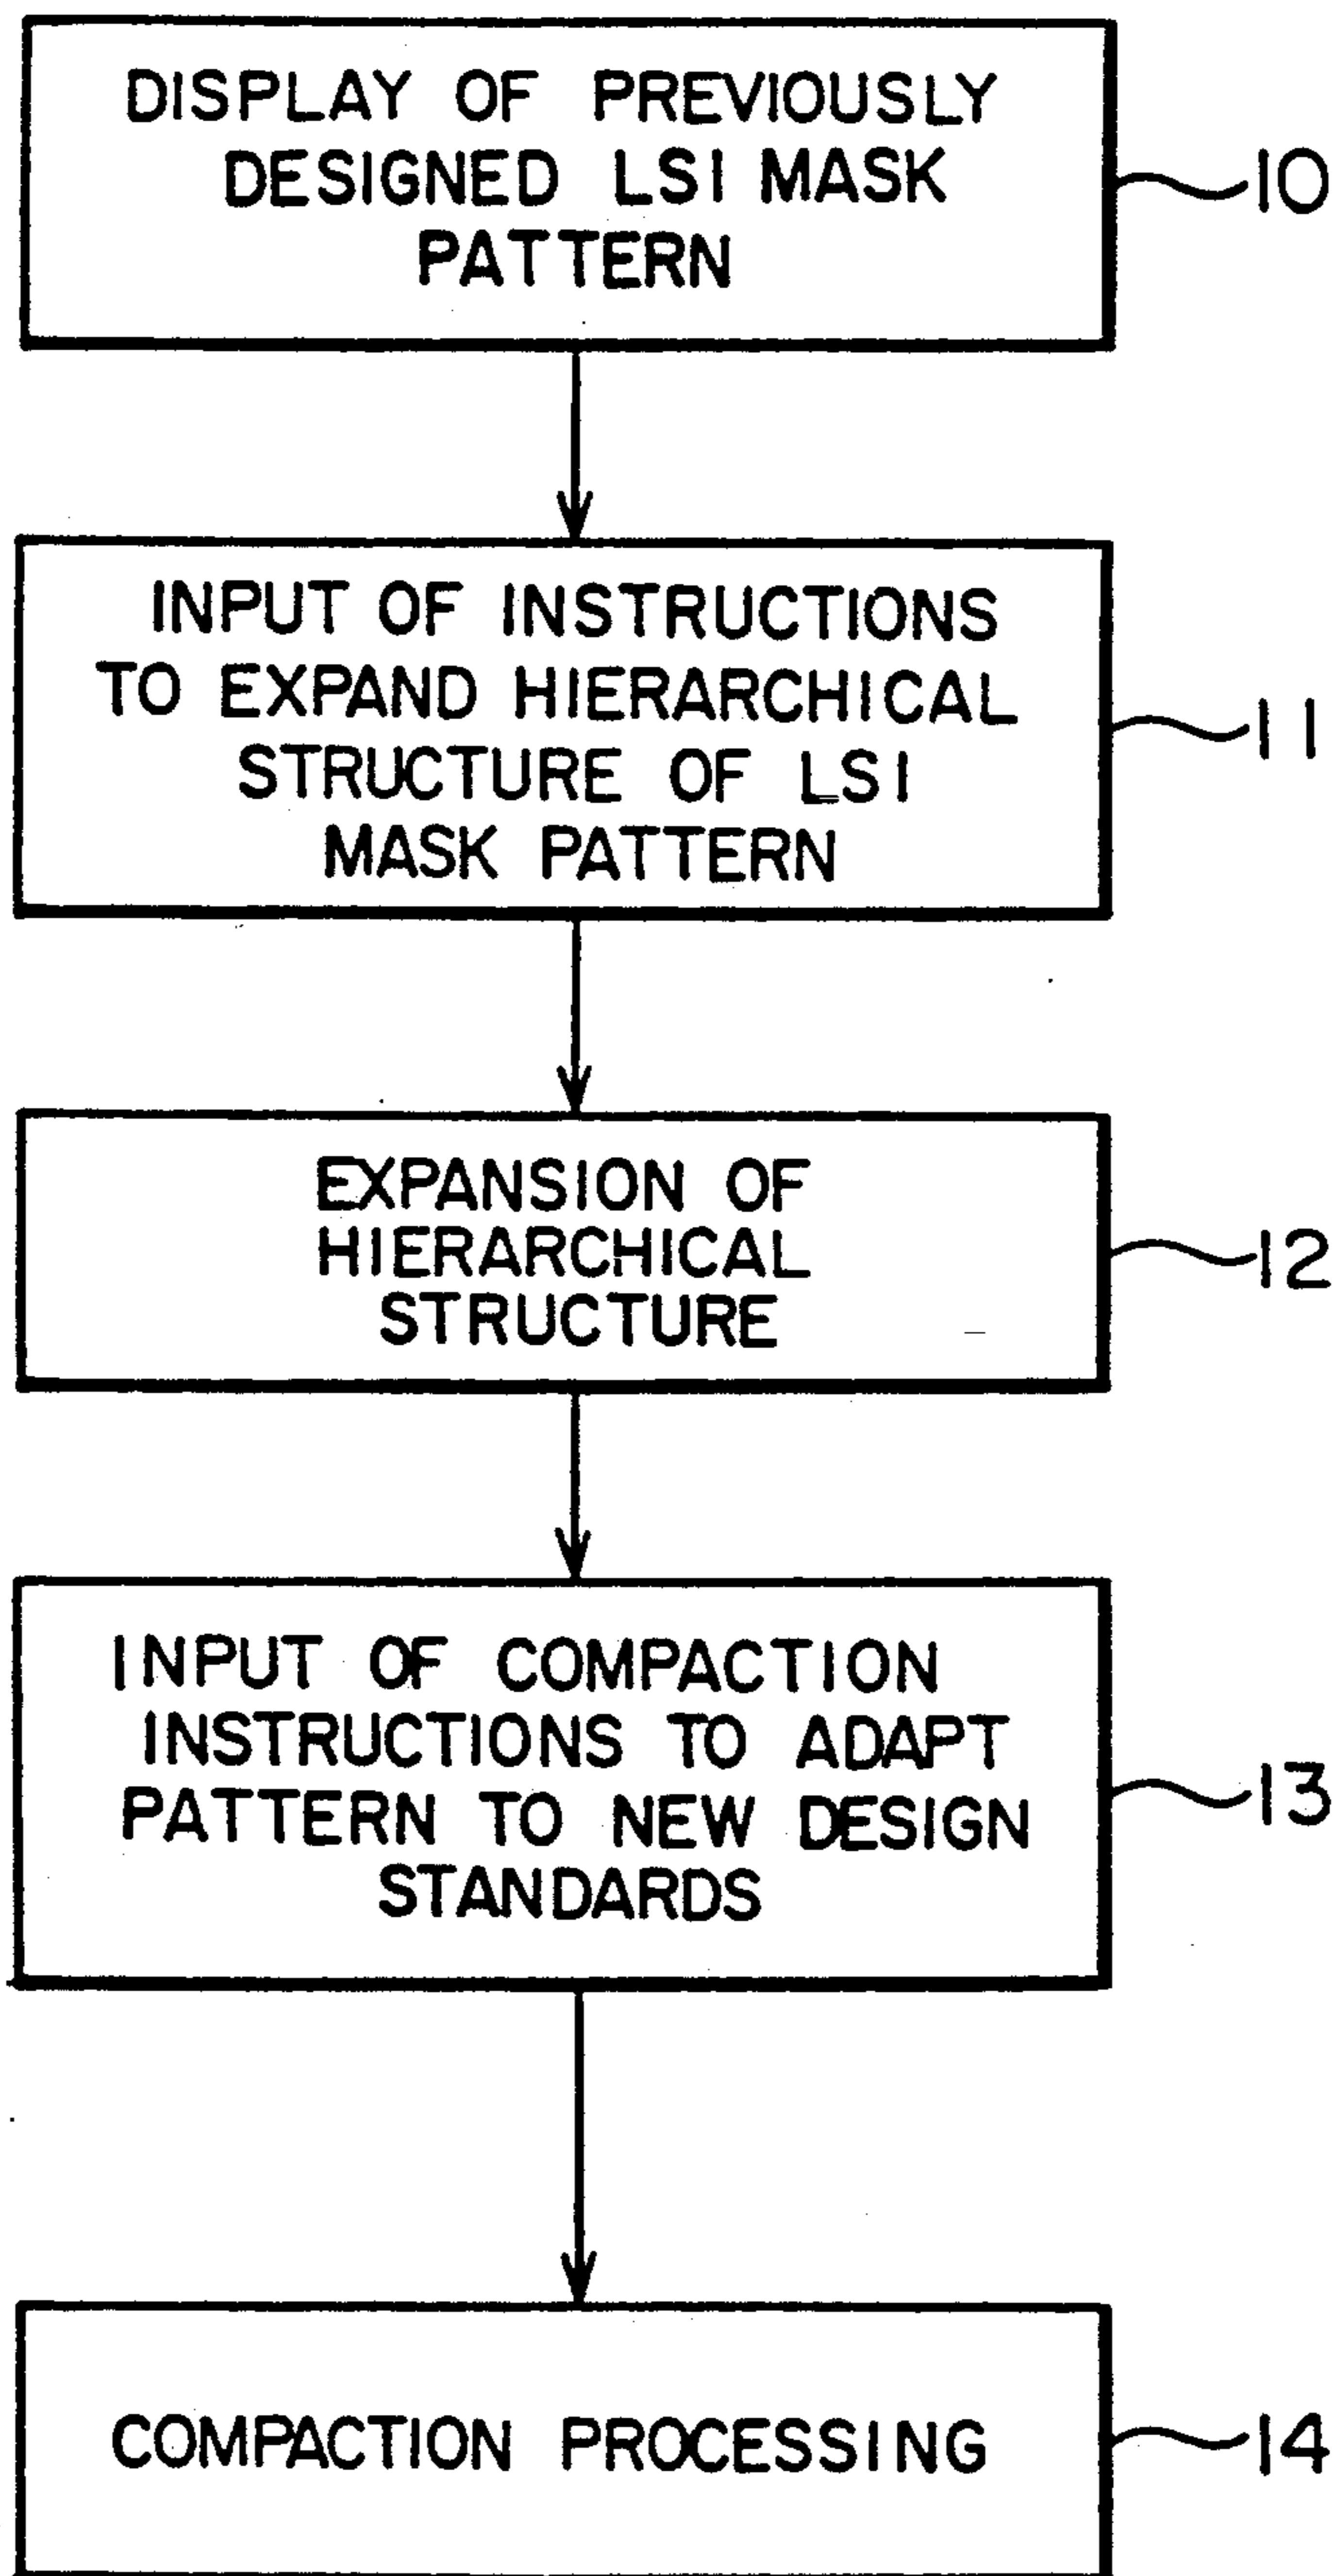 DISPLAY OF PREVIOUSLY
DESIGNED LSI MASK
PATTERN
10
INPUT OF INSTRUCTIONS
TO EXPAND HIERARCHICAL
STRUCTURE OF LSI
MASK PATTERN
11
EXPANSION OF
HIERARCHICAL
STRUCTURE
12
INPUT OF COMPACTION
INSTRUCTIONS TO ADAPT
PATTERN TO NEW DESIGN
STANDARDS
13
COMPACTION PROCESSING
14